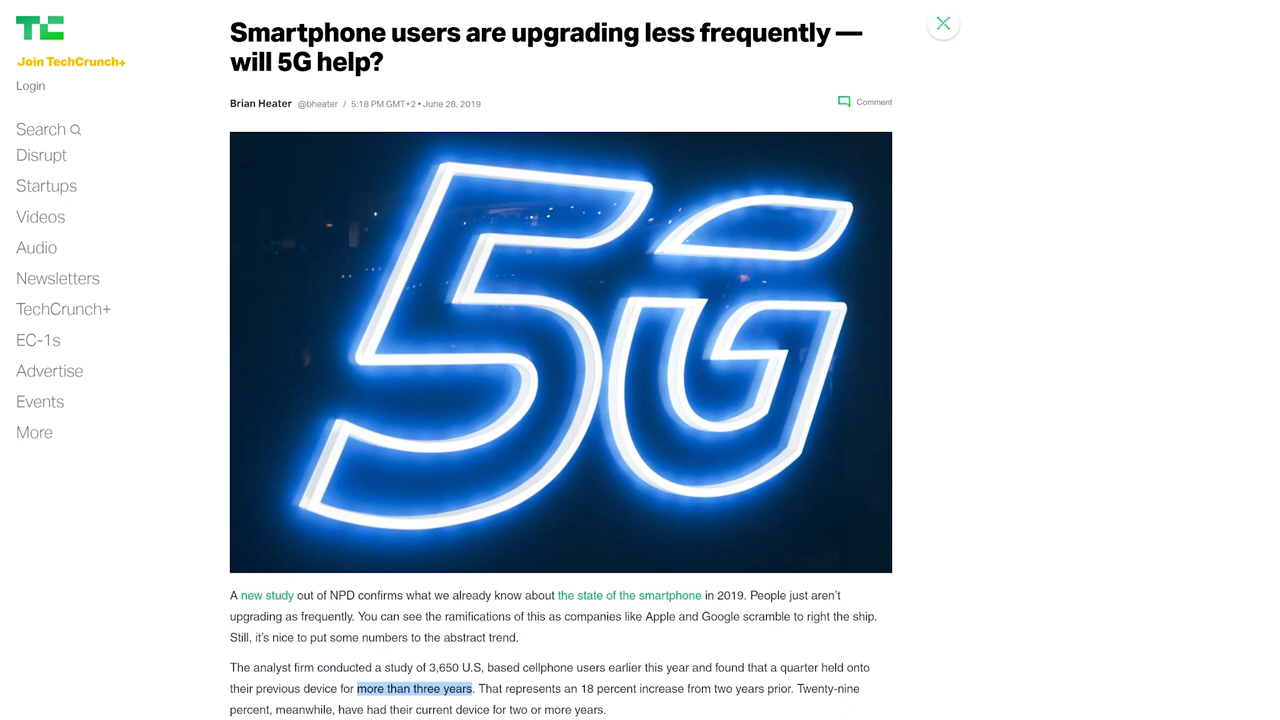 TC
Join TechCrunch+
Login
Search
Disrupt
Startups
Videos
Audio
Newsletters
TechCrunch+
EC-1s
Advertise
Events
More
Smartphone users are upgrading less frequently —
will 5G help?
Brian Heater @bheater / 5:18 PM GMT+2 • June 28, 2019
Comment
5G
A new study out of NPD confirms what we already know about the state of the smartphone in 2019. People just aren’t
upgrading as frequently. You can see the ramifications of this as companies like Apple and Google scramble to right the ship.
Still, it’s nice to put some numbers to the abstract trend.
The analyst firm conducted a study of 3,650 U.S, based cellphone users earlier this year and found that a quarter held onto
their previous device for more than three years. That represents an 18 percent increase from two years prior. Twenty-nine
percent, meanwhile, have had their current device for two or more years.